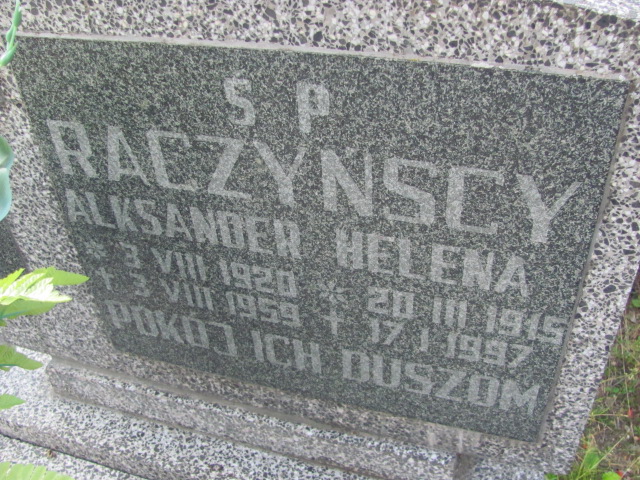 Ś P
RACZYNSCY
ALKSANDER HELENA
* 3 VIII 1920 * 20 III 1915
+ 3 VIII 1959 + 17 I 1997
POKÓJ ICH DUSZOM